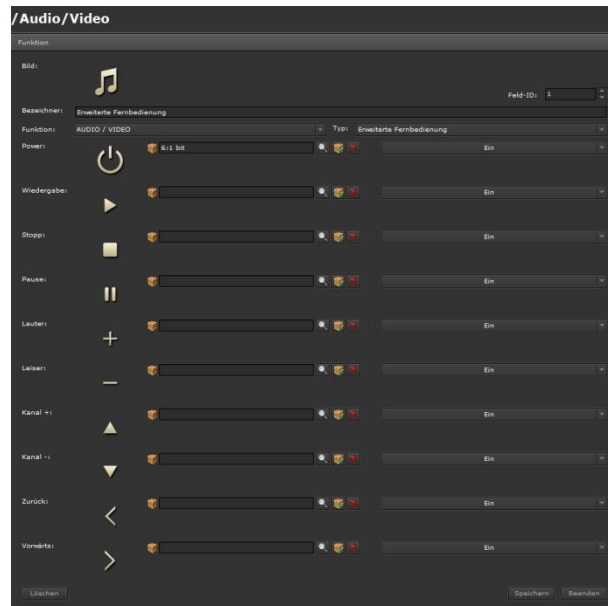 /Audio/Video
Funktion
Bild:
Feld-ID: 1
Bezeichner: Erweiterte Fernbedienung
Funktion: AUDIO / VIDEO Typ: Erweiterte Fernbedienung
Power: 6:1 bit Ein
Wiedergabe: Ein
Stopp: Ein
Pause: Ein
Lauter: Ein
Leiser: Ein
Kanal +: Ein
Kanal -: Ein
Zurück: Ein
Vorwärts: Ein
Löschen Speichern Beenden